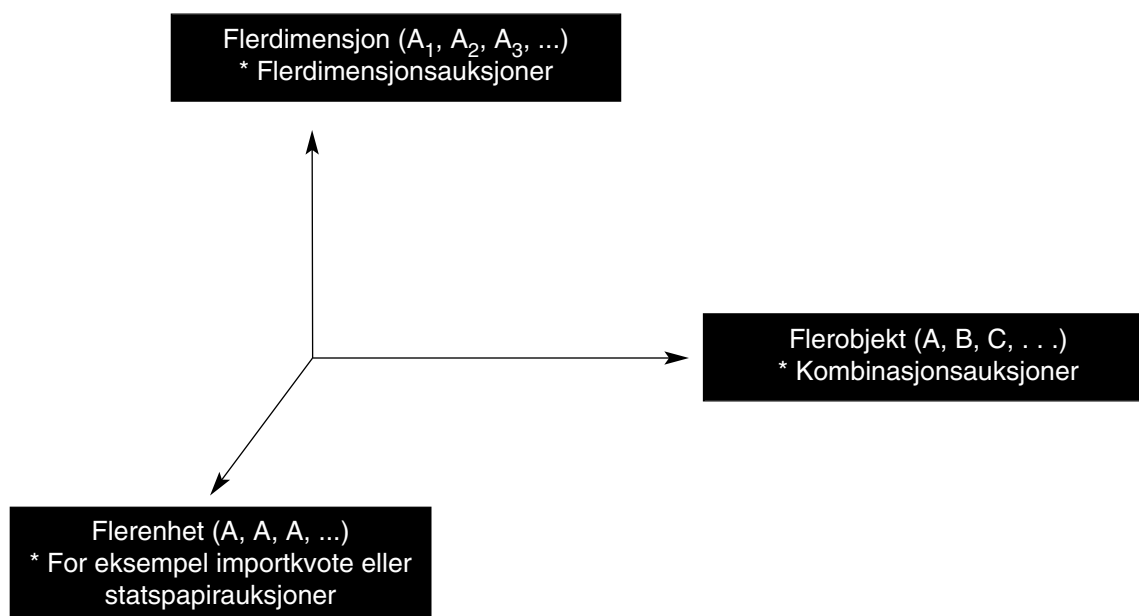 Flerdimensjon (A₁, A₂, A₃, ...)
* Flerdimensjonsauksjoner
Flerobjekt (A, B, C, . . .)
* Kombinasjonsauksjoner
Flerenhet (A, A, A, ...)
* For eksempel importkvote eller
statspapirauksjoner